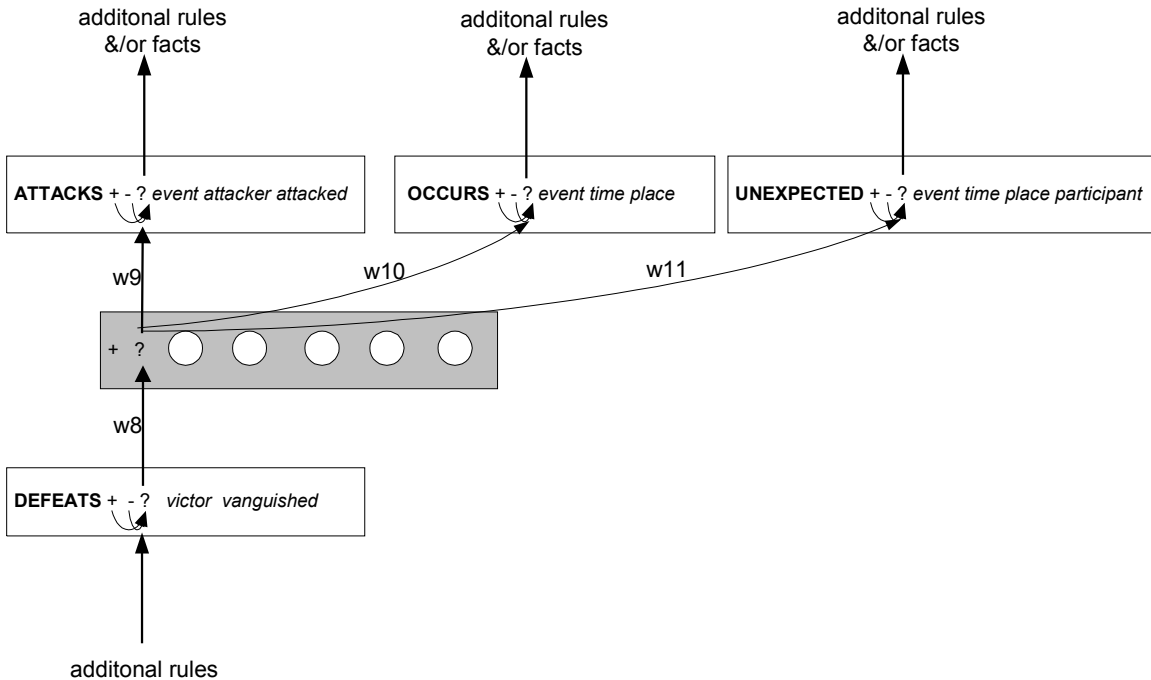 additonal rules
&/or facts
additonal rules
&/or facts
additonal rules
&/or facts
ATTACKS + - ? event attacker attacked
OCCURS + - ? event time place
UNEXPECTED + - ? event time place participant
w9
w10
w11
+ ?
w8
DEFEATS + - ? victor vanguished
additonal rules